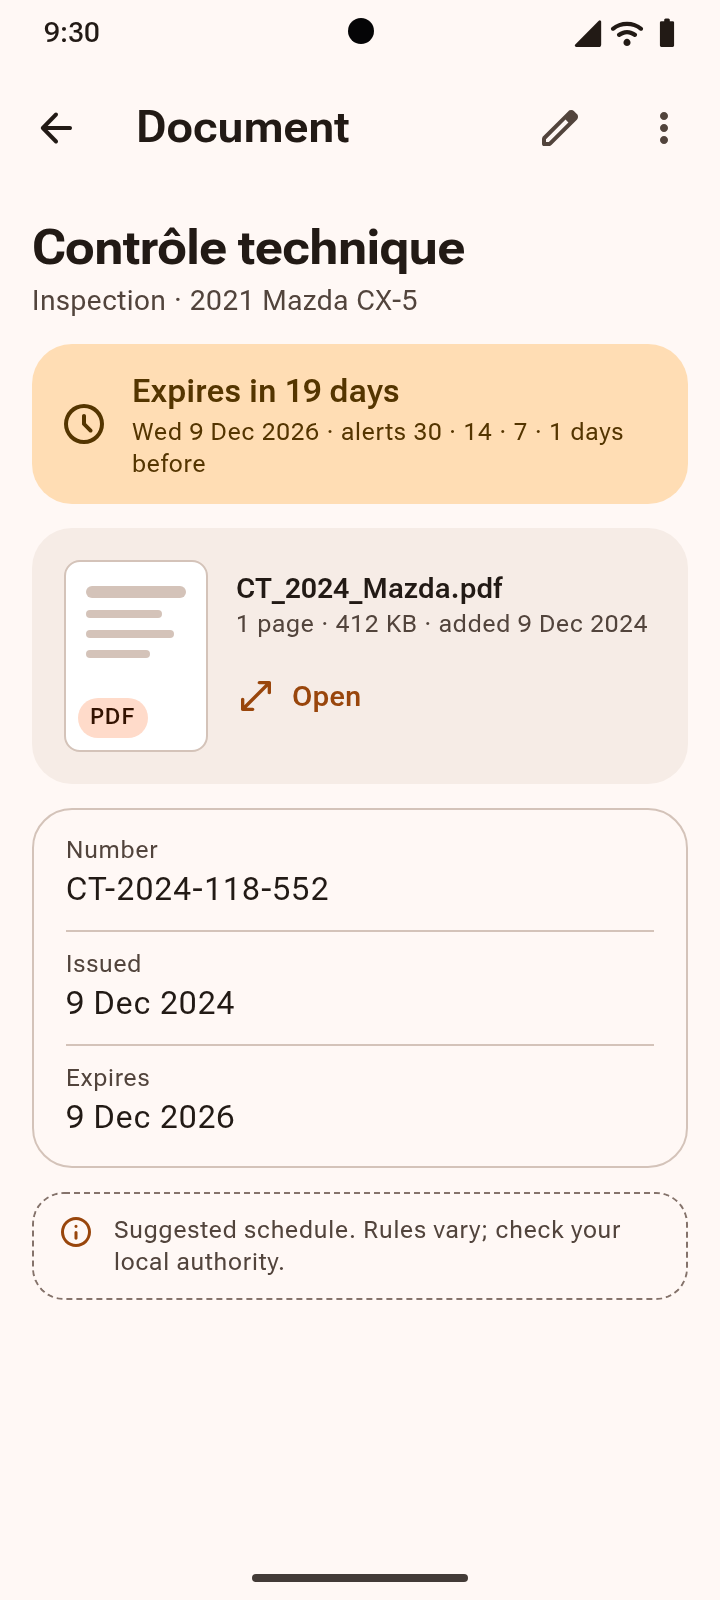 9:30
Document
Contrôle technique
Inspection · 2021 Mazda CX-5
Expires in 19 days
Wed 9 Dec 2026 · alerts 30 · 14 · 7 · 1 days
before
CT_2024_Mazda.pdf
1 page · 412 KB · added 9 Dec 2024
PDF
Open
Number
CT-2024-118-552
Issued
9 Dec 2024
Expires
9 Dec 2026
Suggested schedule. Rules vary; check your
local authority.